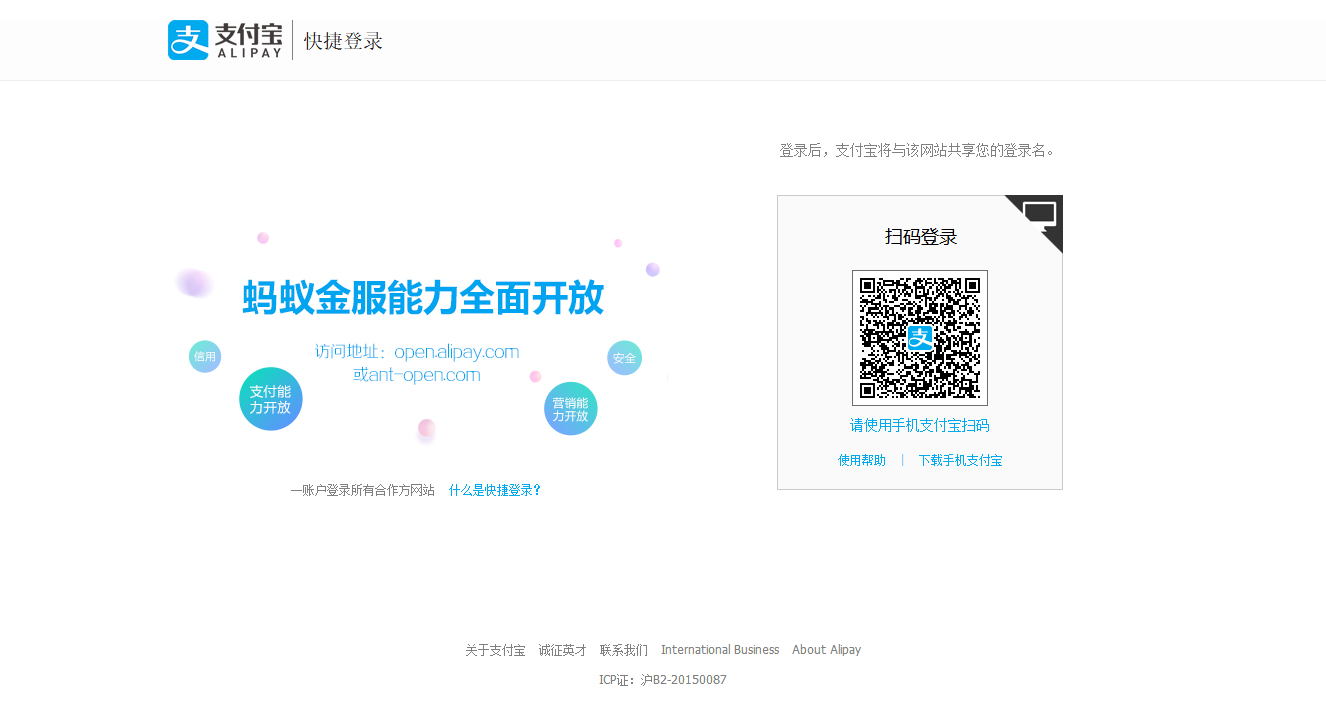 支付宝
ALIPAY
快捷登录
登录后，支付宝将与该网站共享您的登录名。
扫码登录
蚂蚁金服能力全面开放
访问地址：open.alipay.com
或ant-open.com
信用
支付能
力开放
安全
营销能
力开放
请使用手机支付宝扫码
使用帮助 | 下载手机支付宝
一账户登录所有合作方网站 什么是快捷登录？
关于支付宝 诚征英才 联系我们 International Business About Alipay
ICP证：沪B2-20150087